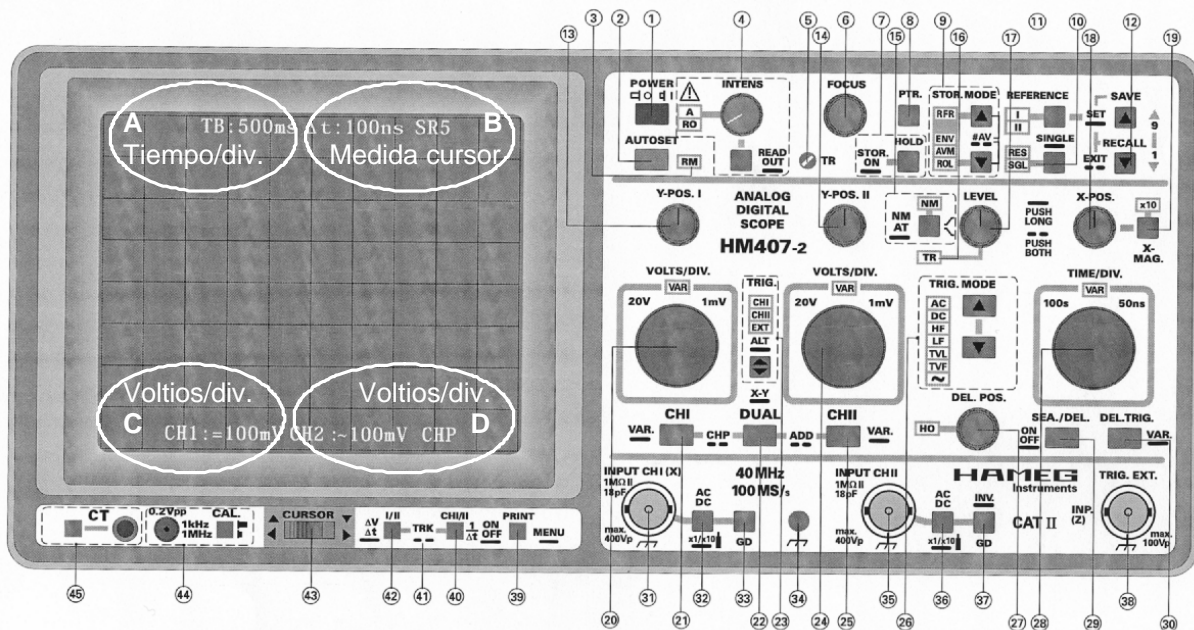 ③ ② ① ④ ⑤ ⑥ ⑦ ⑧ ⑨ ⑪ ⑩ ⑫
⑬ ⑭ ⑮ ⑯ ⑰ ⑱ ⑲
A TB:500ms Δt:100ns SR5 B
Tiempo/div. Medida cursor
Voltios/div. Voltios/div.
C CH1:=100mV CH2:~100mV CHP D
POWER
INTENS
FOCUS
PTR.
STOR. MODE
REFERENCE
SAVE
A
RO
RFR
I
II
SET
9
AUTOSET
RM
READ
OUT
TR
STOR.
ON
HOLD
ENV
AVM
ROL
#AV
SINGLE
RES
SGL
EXIT
RECALL
1
Y-POS. I
ANALOG
DIGITAL
SCOPE
HM407-2
Y-POS. II
NM
AT
NM
LEVEL
TR
PUSH
LONG
PUSH
BOTH
X-POS.
x10
X-
MAG.
VOLTS/DIV.
VAR
20V 1mV
TRIG.
CHI
CHII
EXT
ALT
X-Y
VOLTS/DIV.
VAR
20V 1mV
TRIG. MODE
AC
DC
HF
LF
TVL
TVF
~
TIME/DIV.
VAR
100s 50ns
DEL. POS.
HO
SEA./DEL.
ON
OFF
DEL.TRIG.
VAR.
CHI DUAL CHII
VAR. CHP ADD VAR.
INPUT CHI (X)
1MΩ II
18pF
max.
400Vp
AC
DC
x1/x10
GD
40 MHz
100 MS/s
INPUT CHII
1MΩ II
18pF
max.
400Vp
AC
DC
x1/x10
INV.
GD
HAMEG
Instruments
CAT II
TRIG. EXT.
INP.
(Z)
max.
100Vp
CT
0.2Vpp
1kHz
1MHz
CAL.
CURSOR
ΔV
Δt
I/II
TRK
CHI/II
1
Δt
ON
OFF
PRINT
MENU
㊺ ㊹ ㊸ ㊷ ㊶ ㊵ ㊴
㉛ ㉜ ㉝ ㉞ ㉟ ㊱ ㊲ ㊳
⑳ ㉑ ㉒ ㉓ ㉔ ㉕ ㉖ ㉗ ㉘ ㉙ ㉚